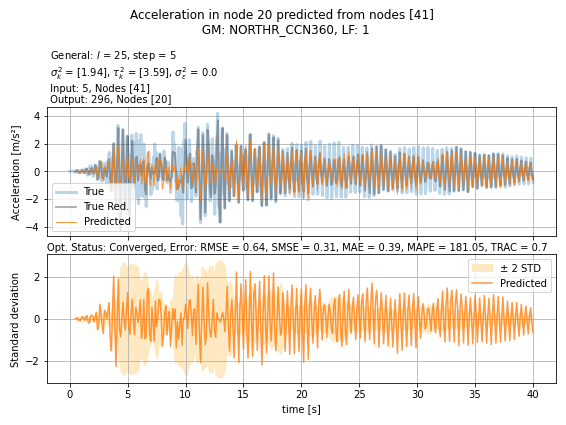 Acceleration in node 20 predicted from nodes [41]
GM: NORTHR_CCN360, LF: 1
General: l = 25, step = 5
σ²ₖ = [1.94], τ²ₖ = [3.59], σ²ε = 0.0
Input: 5, Nodes [41]
Output: 296, Nodes [20]
4
2
0
−2
−4
Acceleration [m/s²]
True
True Red.
Predicted
Opt. Status: Converged, Error: RMSE = 0.64, SMSE = 0.31, MAE = 0.39, MAPE = 181.05, TRAC = 0.7
2
0
−2
Standard deviation
± 2 STD
Predicted
0 5 10 15 20 25 30 35 40
time [s]